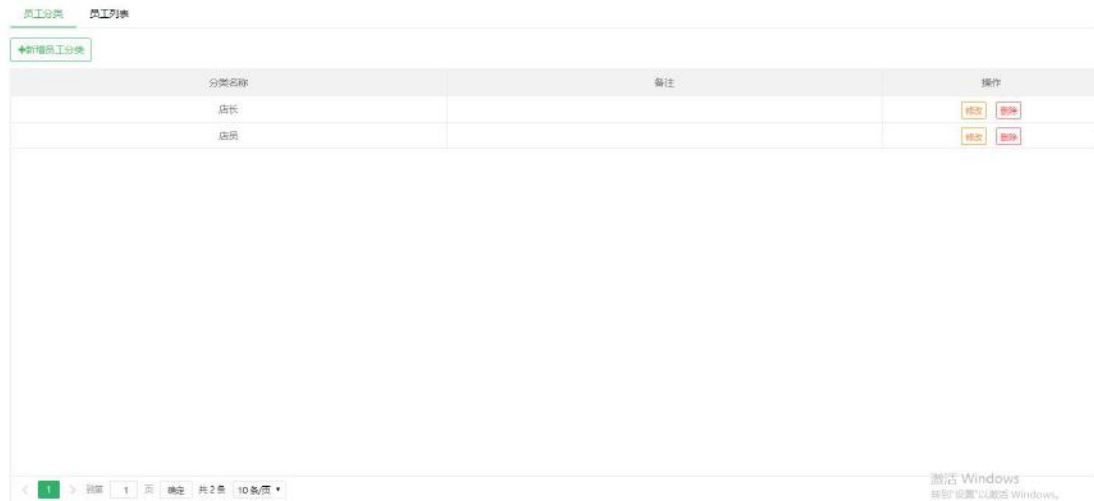 员工分类 员工列表
✚新增员工分类
分类名称 备注 操作
店长 修改 删除
店员 修改 删除
< 1 > 到第 1 页 确定 共 2 条 10 条/页
激活 Windows
转到"设置"以激活 Windows。